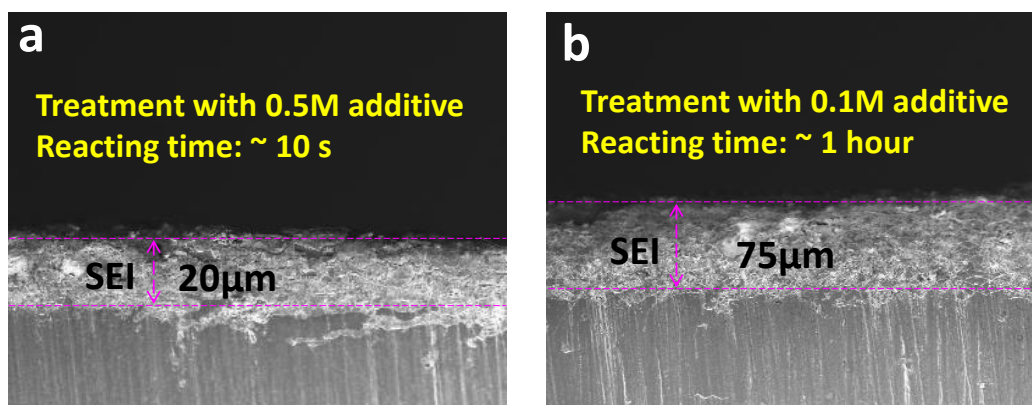 a
Treatment with 0.5M additive
Reacting time: ~ 10 s
SEI 20μm
b
Treatment with 0.1M additive
Reacting time: ~ 1 hour
SEI 75μm